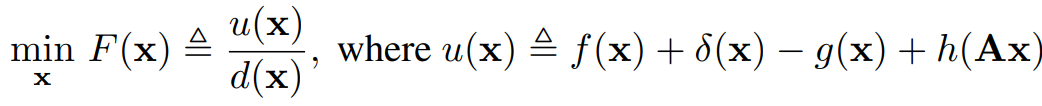 min_x F(x) ≜ u(x)/d(x), where u(x) ≜ f(x) + δ(x) − g(x) + h(Ax)